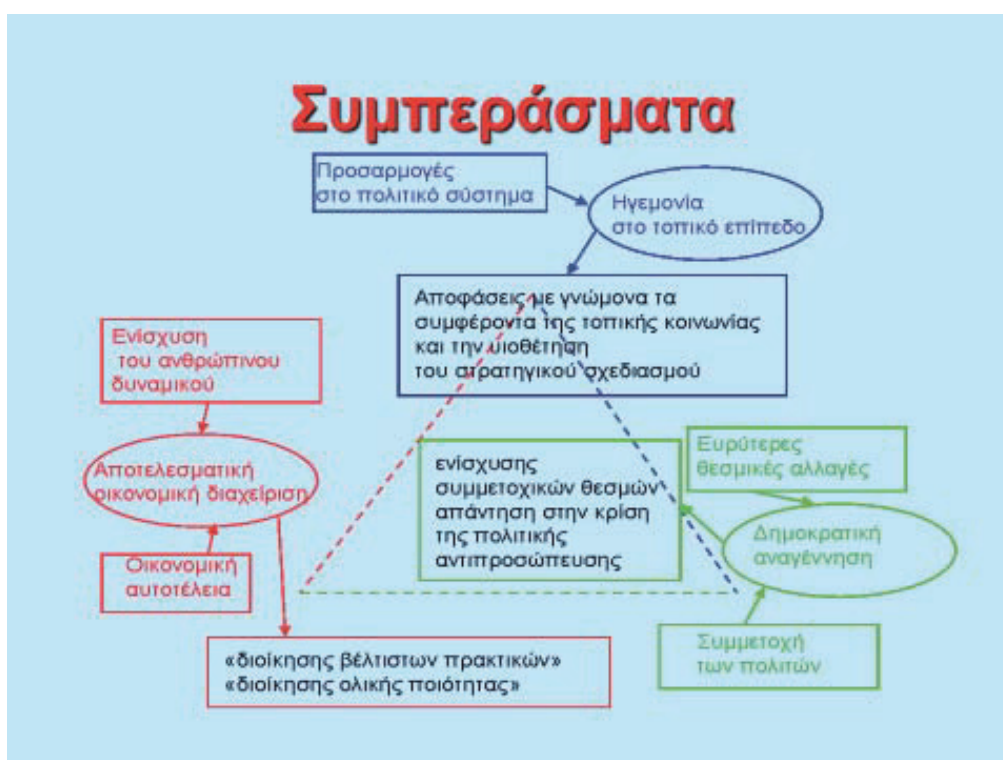 Συμπεράσματα
Προσαρμογές
στο πολιτικό σύστημα
Ηγεμονία
στο τοπικό επίπεδο
Αποφάσεις με γνώμονα τα
συμφέροντα της τοπικής κοινωνίας
και την υιοθέτηση
του στρατηγικού σχεδιασμού
Ενίσχυση
του ανθρώπινου
δυναμικού
Αποτελεσματική
οικονομική διαχείριση
Οικονομική
αυτοτέλεια
«διοίκησης βέλτιστων πρακτικών»
«διοίκησης ολικής ποιότητας»
ενίσχυσης
συμμετοχικών θεσμών
απάντηση στην κρίση
της πολιτικής
αντιπροσώπευσης
Ευρύτερες
θεσμικές αλλαγές
Δημοκρατική
αναγέννηση
Συμμετοχή
των πολιτών